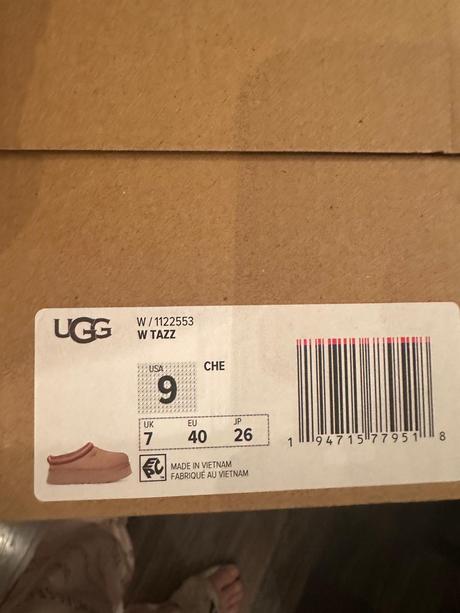 UGG
W / 1122553
W TAZZ
USA
9
CHE
UK EU JP
7 40 26
MADE IN VIETNAM
FABRIQUÉ AU VIETNAM
1 94715 77951 8